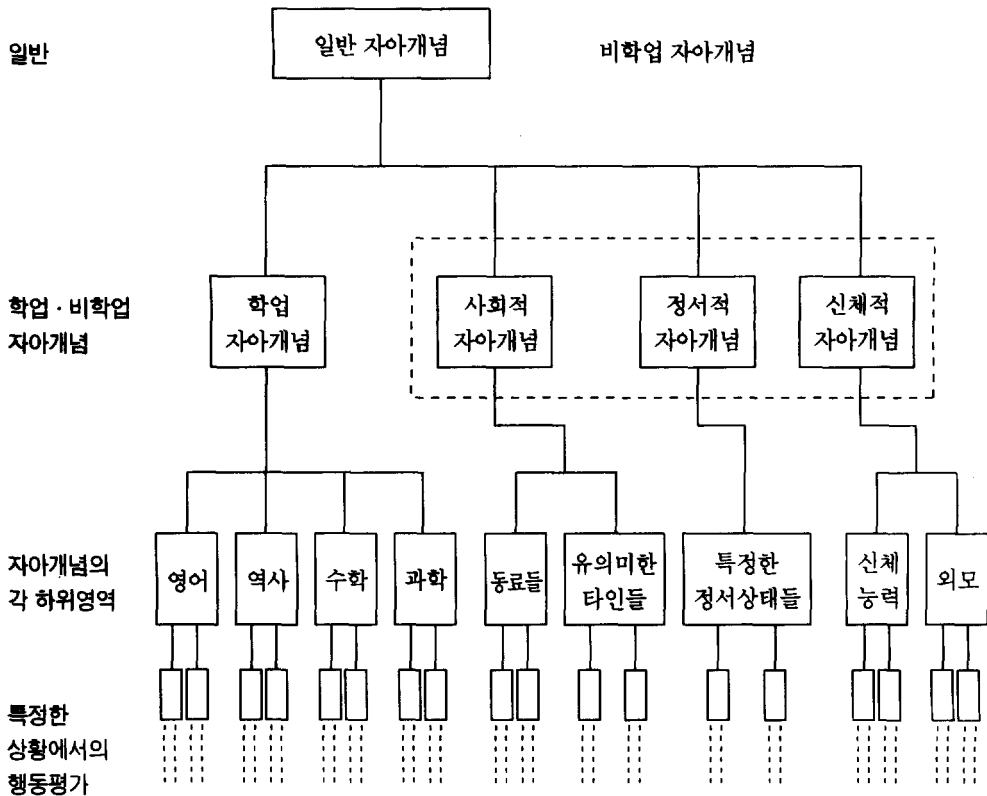 일반
일반 자아개념
비학업 자아개념
학업 · 비학업
자아개념
학업
자아개념
사회적
자아개념
정서적
자아개념
신체적
자아개념
자아개념의
각 하위영역
영어
역사
수학
과학
동료들
유의미한
타인들
특정한
정서상태들
신체
능력
외모
특정한
상황에서의
행동평가